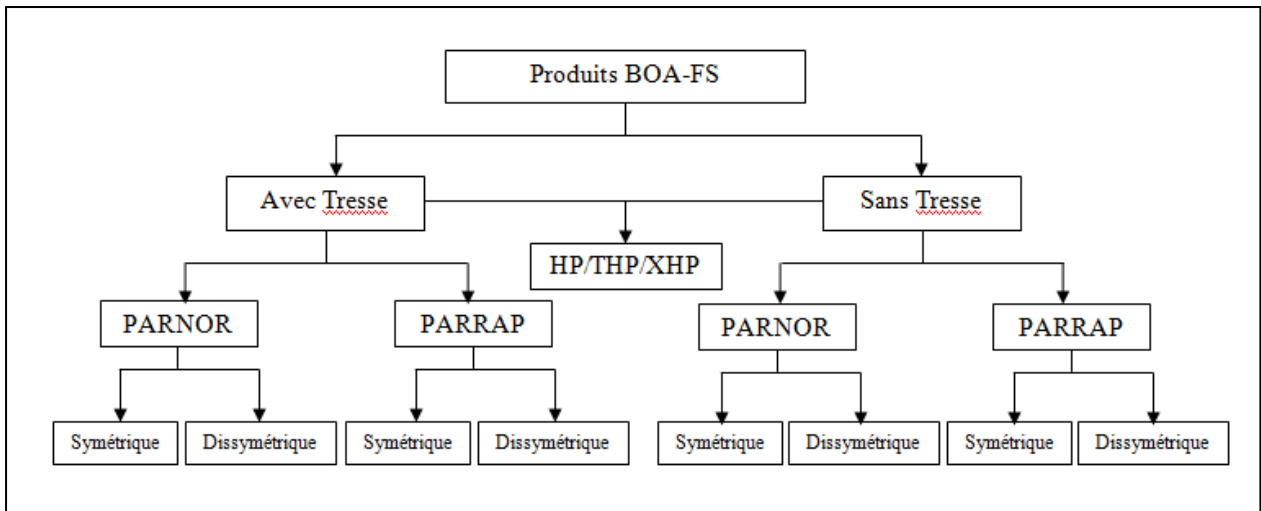 Produits BOA-FS
Avec Tresse
Sans Tresse
HP/THP/XHP
PARNOR
PARRAP
PARNOR
PARRAP
Symétrique
Dissymétrique
Symétrique
Dissymétrique
Symétrique
Dissymétrique
Symétrique
Dissymétrique